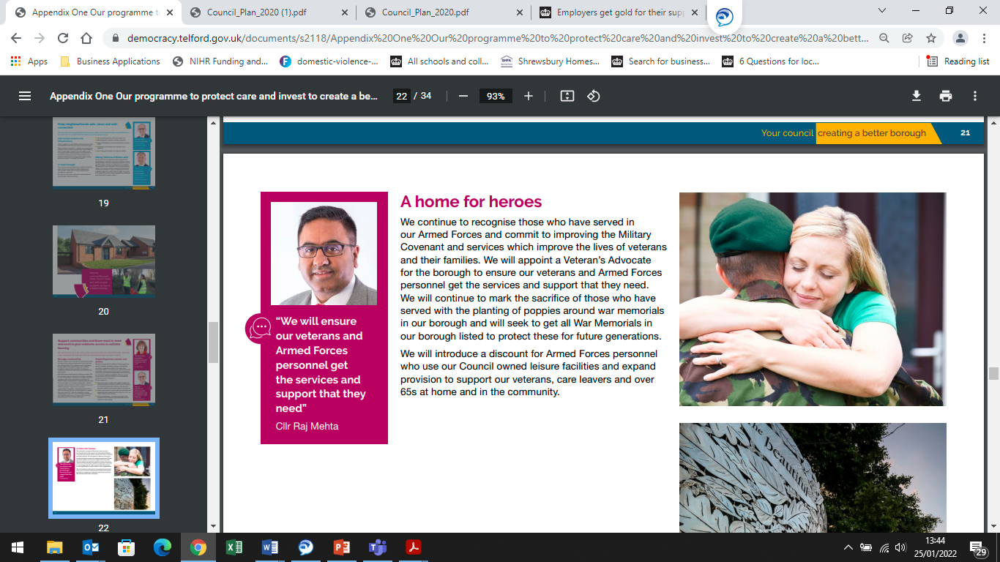 Appendix One Our programme t
Council_Plan_2020 (1).pdf
Council_Plan_2020.pdf
Employers get gold for their supp
democracy.telford.gov.uk/documents/s2118/Appendix%20One%20Our%20programme%20to%20protect%20care%20and%20invest%20to%20create%20a%20bett...
Apps
Business Applications
NIHR Funding and...
domestic-violence-...
All schools and coll...
Shrewsbury Homes...
Search for business...
6 Questions for loc...
Reading list
Appendix One Our programme to protect care and invest to create a be...
22 / 34
93%
Your council creating a better borough 21
19
20
21
22
“We will ensure
our veterans and
Armed Forces
personnel get
the services and
support that they
need”
Cllr Raj Mehta
A home for heroes
We continue to recognise those who have served in
our Armed Forces and commit to improving the Military
Covenant and services which improve the lives of veterans
and their families. We will appoint a Veteran’s Advocate
for the borough to ensure our veterans and Armed Forces
personnel get the services and support that they need.
We will continue to mark the sacrifice of those who have
served with the planting of poppies around war memorials
in our borough and will seek to get all War Memorials in
our borough listed to protect these for future generations.
We will introduce a discount for Armed Forces personnel
who use our Council owned leisure facilities and expand
provision to support our veterans, care leavers and over
65s at home and in the community.
13:44
25/01/2022
29